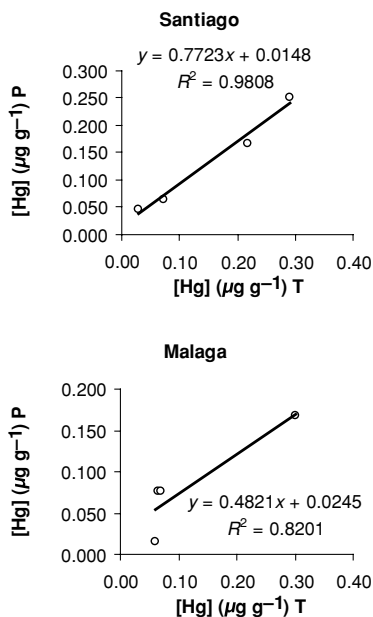 Santiago
y = 0.7723x + 0.0148
R² = 0.9808
[Hg] (µg g⁻¹) P
0.300
0.250
0.200
0.150
0.100
0.050
0.000
0.00 0.10 0.20 0.30 0.40
[Hg] (µg g⁻¹) T
Malaga
[Hg] (µg g⁻¹) P
0.200
0.150
0.100
0.050
0.000
y = 0.4821x + 0.0245
R² = 0.8201
0.00 0.10 0.20 0.30 0.40
[Hg] (µg g⁻¹) T